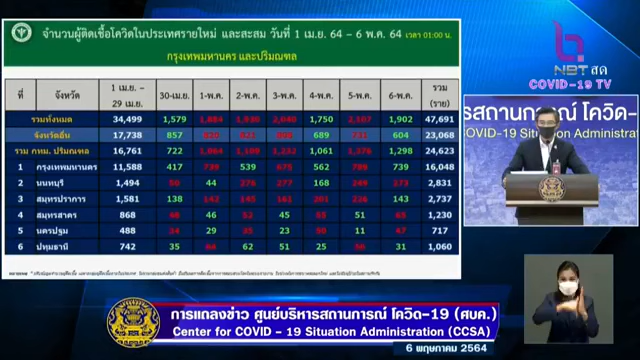 จำนวนผู้ติดเชื้อโควิดในประเทศรายใหม่ และสะสม วันที่ 1 เม.ย. 64 – 6 พ.ค. 64 เวลา 01:00 น.
กรุงเทพมหานคร และปริมณฑล
ที่ จังหวัด 1 เม.ย. – 29 เม.ย. 30-เม.ย. 1-พ.ค. 2-พ.ค. 3-พ.ค. 4-พ.ค. 5-พ.ค. 6-พ.ค. รวม (ราย)
รวมทั้งหมด 34,499 1,579 1,884 1,930 2,040 1,750 2,107 1,902 47,691
จังหวัดอื่น 17,738 857 820 689 731 604 23,068
รวม กทม. ปริมณฑล 16,761 722 1,064 1,109 1,232 1,061 1,376 1,298 24,623
1 กรุงเทพมหานคร 11,588 417 739 539 675 562 789 739 16,048
2 นนทบุรี 1,494 50 44 276 277 168 249 273 2,831
3 สมุทรปราการ 1,581 138 142 145 161 201 226 143 2,737
4 สมุทรสาคร 868 46 52 45 51 65 1,230
5 นครปฐม 488 34 29 35 23 50 11 47 717
6 ปทุมธานี 742 35 64 62 51 25 50 31 1,060
NBT สด
COVID-19 TV
รสถานการณ์ โควิด-
COVID-19 Situation Administrat
การแถลงข่าว ศูนย์บริหารสถานการณ์ โควิด-19 (ศบค.)
Center for COVID - 19 Situation Administration (CCSA)
6 พฤษภาคม 2564